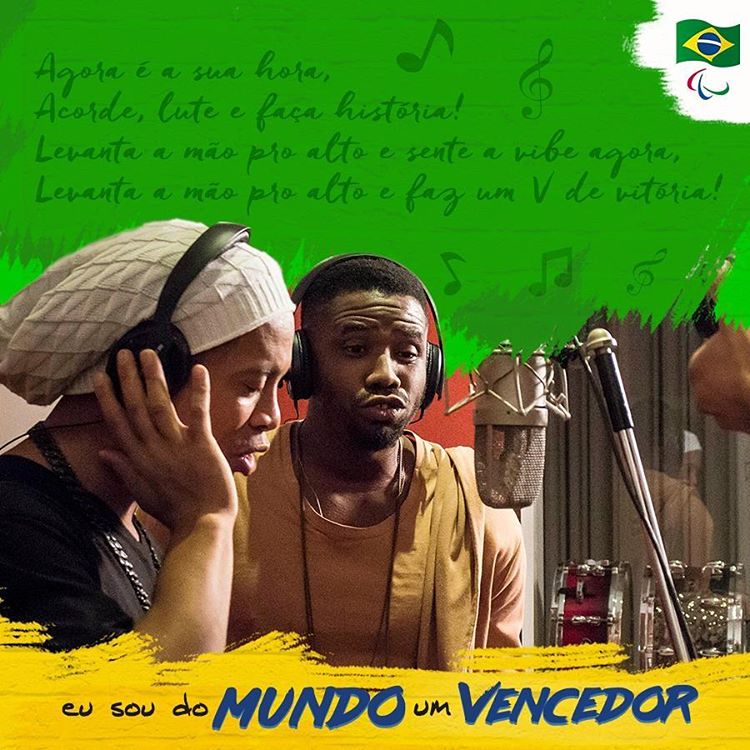 Agora é a sua hora,
Acorde, lute e faça história!
Levanta a mão pro alto e sente a vibe agora,
Levanta a mão pro alto e faz um V de vitória!
eu sou do MUNDO um VENCEDOR